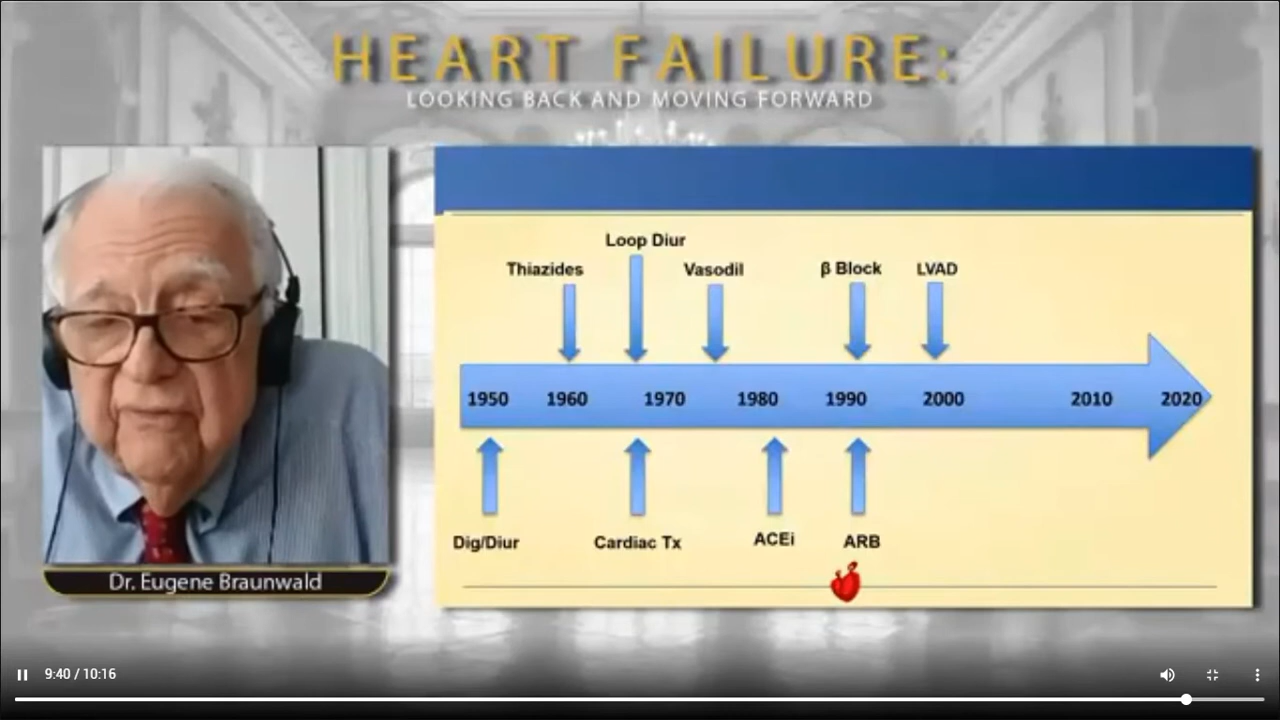 HEART FAILURE:
LOOKING BACK AND MOVING FORWARD
Loop Diur
Thiazides Vasodil β Block LVAD
1950 1960 1970 1980 1990 2000 2010 2020
Dig/Diur Cardiac Tx ACEi ARB
Dr. Eugene Braunwald
9:40 / 10:16